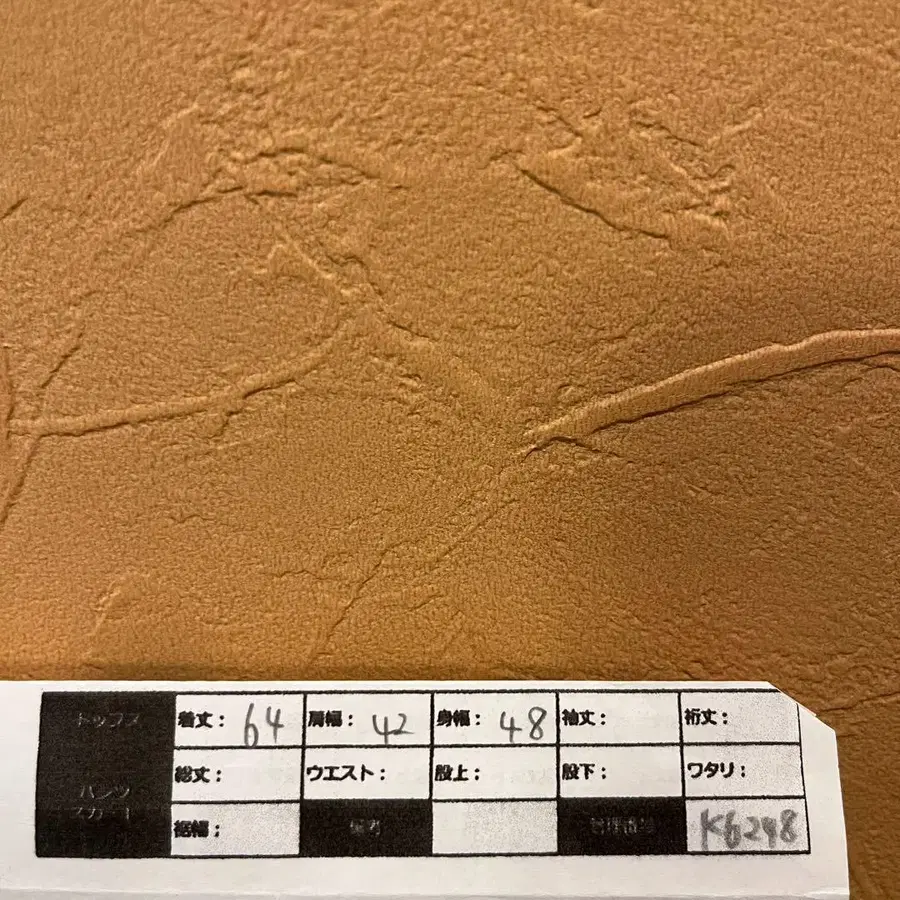 トップス 着丈: 64 肩幅: 42 身幅: 48 袖丈: 裄丈:
パンツ 総丈: ウエスト: 股上: 股下: ワタリ:
スカート 裾幅: 備考 管理番号 K6248